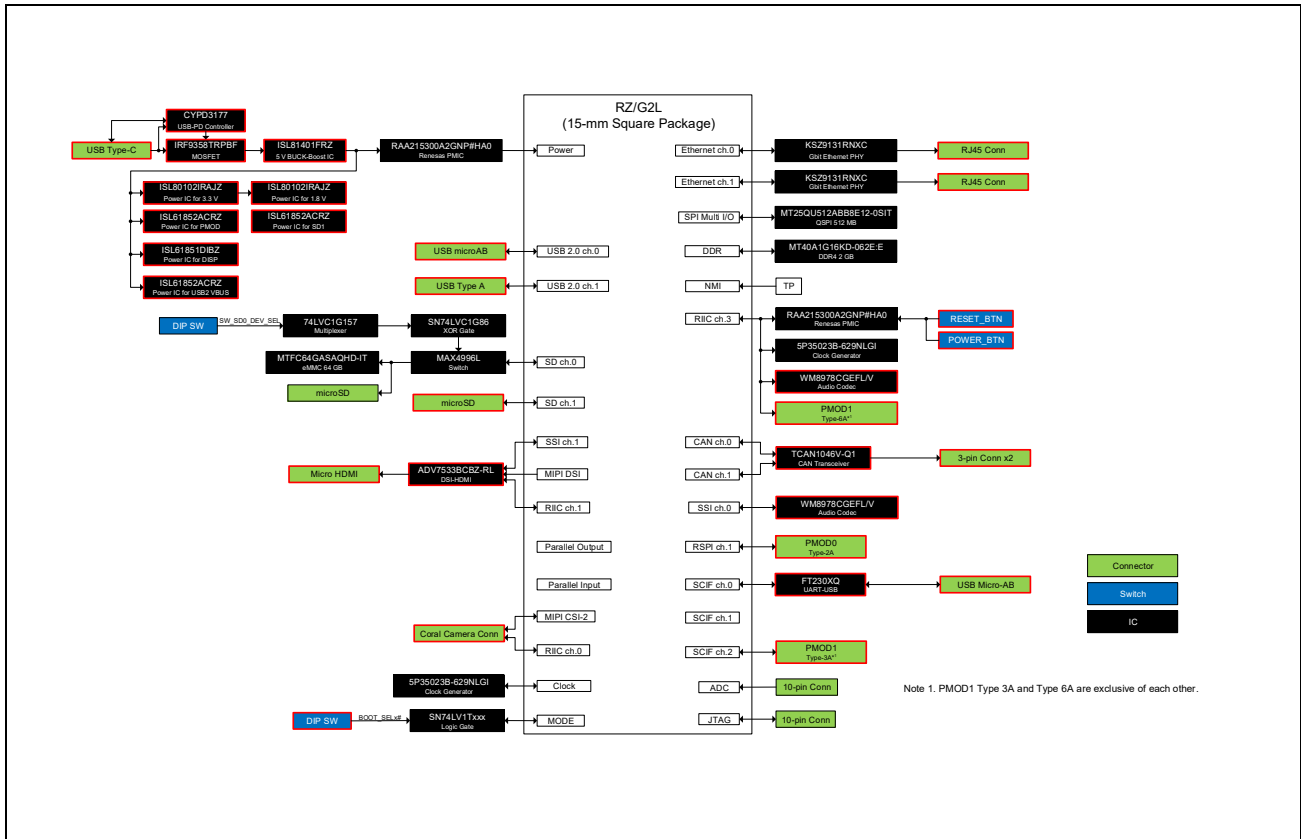 RZ/G2L
(15-mm Square Package)
CYPD3177
USB-PD Controller
USB Type-C
IRF9358TRPBF
MOSFET
ISL81401FRZ
5 V BUCK-Boost IC
RAA215300A2GNP#HA0
Renesas PMIC
Power
ISL80102IRAJZ
Power IC for 3.3 V
ISL80102IRAJZ
Power IC for 1.8 V
ISL61852ACRZ
Power IC for PMOD
ISL61852ACRZ
Power IC for SD1
ISL61851DIBZ
Power IC for DISP
ISL61852ACRZ
Power IC for USB2 VBUS
USB microAB
USB 2.0 ch.0
USB Type A
USB 2.0 ch.1
DIP SW
SW_SD0_DEV_SEL
74LVC1G157
Multiplexer
SN74LVC1G86
XOR Gate
MTFC64GASAQHD-IT
eMMC 64 GB
MAX4996L
Switch
SD ch.0
microSD
microSD
SD ch.1
SSI ch.1
Micro HDMI
ADV7533BCBZ-RL
DSI-HDMI
MIPI DSI
RIIC ch.1
Parallel Output
Parallel Input
MIPI CSI-2
Coral Camera Conn
RIIC ch.0
5P35023B-629NLGI
Clock Generator
Clock
DIP SW
BOOT_SELx#
SN74LV1Txxx
Logic Gate
MODE
Ethernet ch.0
KSZ9131RNXC
Gbit Ethernet PHY
RJ45 Conn
Ethernet ch.1
KSZ9131RNXC
Gbit Ethernet PHY
RJ45 Conn
SPI Multi I/O
MT25QU512ABB8E12-0SIT
QSPI 512 MB
DDR
MT40A1G16KD-062E:E
DDR4 2 GB
NMI
TP
RIIC ch.3
RAA215300A2GNP#HA0
Renesas PMIC
RESET_BTN
POWER_BTN
5P35023B-629NLGI
Clock Generator
WM8978CGEFL/V
Audio Codec
PMOD1
Type-6A*¹
CAN ch.0
TCAN1046V-Q1
CAN Transceiver
3-pin Conn x2
CAN ch.1
SSI ch.0
WM8978CGEFL/V
Audio Codec
RSPI ch.1
PMOD0
Type-2A
SCIF ch.0
FT230XQ
UART-USB
USB Micro-AB
SCIF ch.1
SCIF ch.2
PMOD1
Type-3A*¹
ADC
10-pin Conn
JTAG
10-pin Conn
Connector
Switch
IC
Note 1. PMOD1 Type 3A and Type 6A are exclusive of each other.